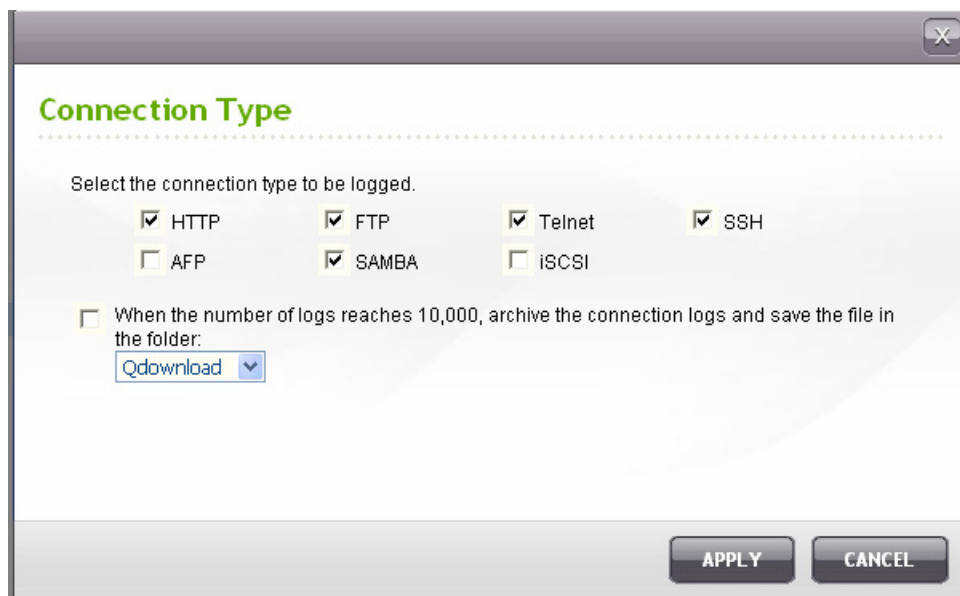 X
Connection Type
Select the connection type to be logged.
HTTP FTP Telnet SSH
AFP SAMBA iSCSI
When the number of logs reaches 10,000, archive the connection logs and save the file in
the folder:
Qdownload
APPLY CANCEL